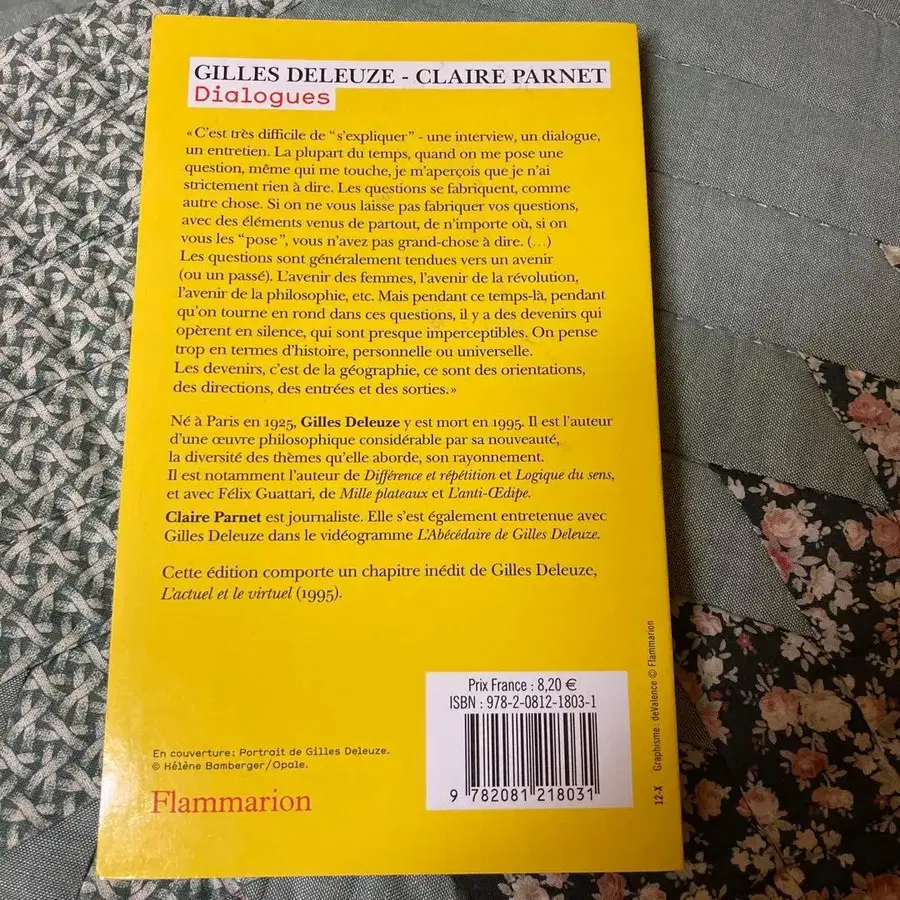 GILLES DELEUZE - CLAIRE PARNET
Dialogues
« C'est très difficile de “s'expliquer” - une interview, un dialogue,
un entretien. La plupart du temps, quand on me pose une
question, même qui me touche, je m'aperçois que je n'ai
strictement rien à dire. Les questions se fabriquent, comme
autre chose. Si on ne vous laisse pas fabriquer vos questions,
avec des éléments venus de partout, de n'importe où, si on
vous les “pose”, vous n'avez pas grand-chose à dire. (…)
Les questions sont généralement tendues vers un avenir
(ou un passé). L'avenir des femmes, l'avenir de la révolution,
l'avenir de la philosophie, etc. Mais pendant ce temps-là, pendant
qu'on tourne en rond dans ces questions, il y a des devenirs qui
opèrent en silence, qui sont presque imperceptibles. On pense
trop en termes d'histoire, personnelle ou universelle.
Les devenirs, c'est de la géographie, ce sont des orientations,
des directions, des entrées et des sorties. »
Né à Paris en 1925, Gilles Deleuze y est mort en 1995. Il est l'auteur
d'une œuvre philosophique considérable par sa nouveauté,
la diversité des thèmes qu'elle aborde, son rayonnement.
Il est notamment l'auteur de Différence et répétition et Logique du sens,
et avec Félix Guattari, de Mille plateaux et L'anti-Œdipe.
Claire Parnet est journaliste. Elle s'est également entretenue avec
Gilles Deleuze dans le vidéogramme L'Abécédaire de Gilles Deleuze.
Cette édition comporte un chapitre inédit de Gilles Deleuze,
L'actuel et le virtuel (1995).
Prix France : 8,20 €
ISBN : 978-2-0812-1803-1
9 782081 218031
En couverture : Portrait de Gilles Deleuze.
© Hélène Bamberger/Opale.
Flammarion
12-X Graphisme : deValence © Flammarion